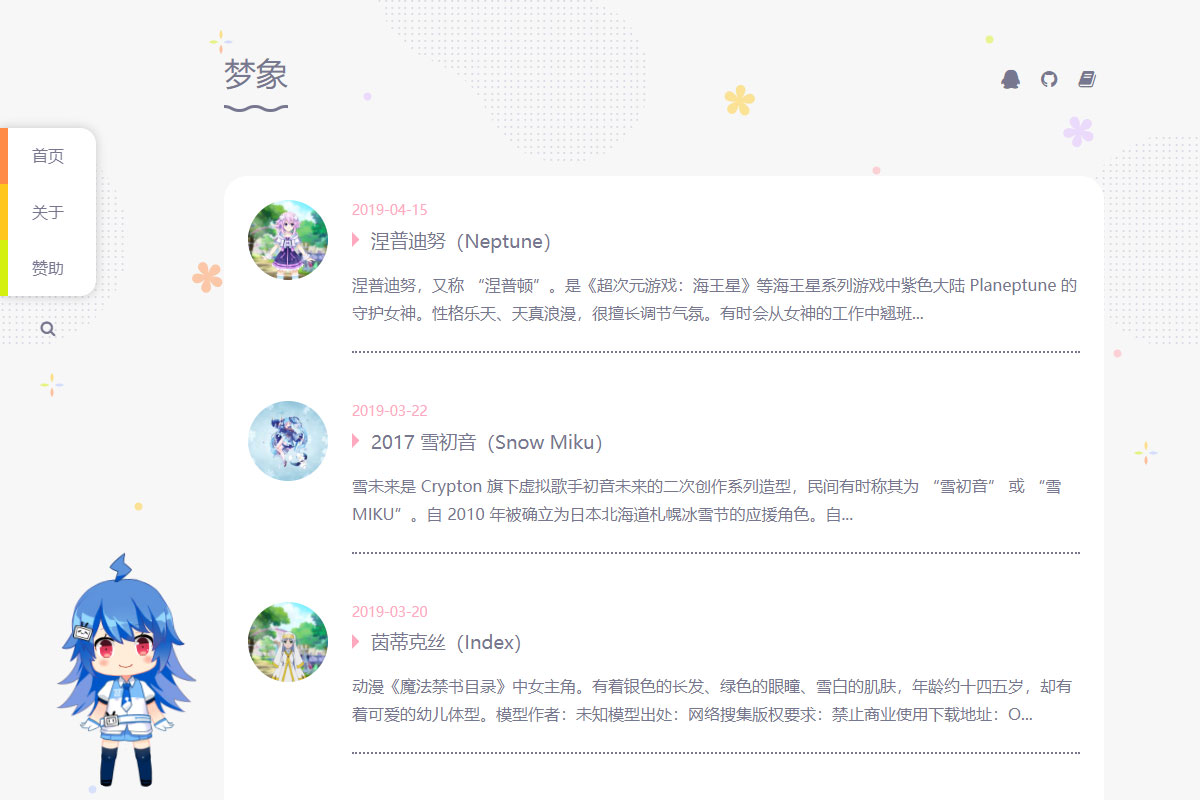 梦象
首页
关于
赞助
2019-04-15
涅普迪努（Neptune）
涅普迪努，又称 “涅普顿” 。是《超次元游戏：海王星》等海王星系列游戏中紫色大陆 Planeptune 的
守护女神。性格乐天、天真浪漫，很擅长调节气氛。有时会从女神的工作中翘班...
2019-03-22
2017 雪初音（Snow Miku）
雪未来是 Crypton 旗下虚拟歌手初音未来的二次创作系列造型，民间有时称其为 “雪初音” 或 “雪
MIKU” 。自 2010 年被确立为日本北海道札幌冰雪节的应援角色。自...
2019-03-20
茵蒂克丝（Index）
动漫《魔法禁书目录》中女主角。有着银色的长发、绿色的眼瞳、雪白的肌肤，年龄约十四五岁，却有
着可爱的幼儿体型。模型作者：未知模型出处：网络搜集版权要求：禁止商业使用下载地址：O...